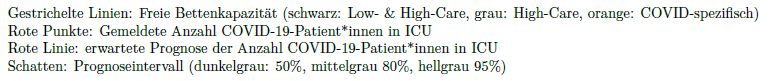 Gestrichelte Linien: Freie Bettenkapazität (schwarz: Low- & High-Care, grau: High-Care, orange: COVID-spezifisch)
Rote Punkte: Gemeldete Anzahl COVID-19-Patient*innen in ICU
Rote Linie: erwartete Prognose der Anzahl COVID-19-Patient*innen in ICU
Schatten: Prognoseintervall (dunkelgrau: 50%, mittelgrau 80%, hellgrau 95%)